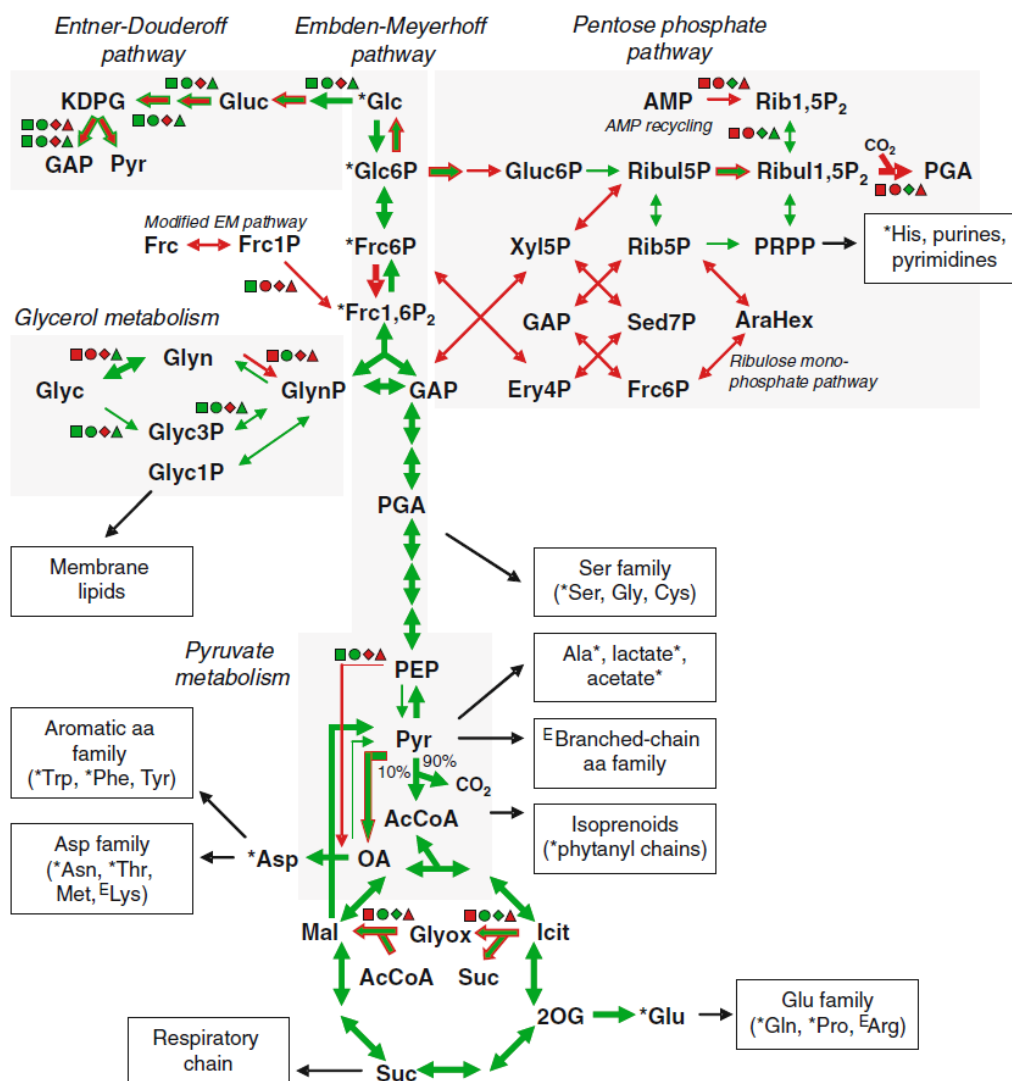 Entner-Douderoff
pathway
Embden-Meyerhoff
pathway
Pentose phosphate
pathway
KDPG
Gluc
*Glc
AMP
Rib1,5P2
AMP recycling
GAP
Pyr
*Glc6P
Gluc6P
Ribul5P
Ribul1,5P2
CO2
PGA
Modified EM pathway
Frc
Frc1P
*Frc6P
Xyl5P
Rib5P
PRPP
*His, purines,
pyrimidines
*Frc1,6P2
GAP
Sed7P
AraHex
Ribulose mono-
phosphate pathway
Glycerol metabolism
Glyn
Glyc
GlynP
GAP
Ery4P
Frc6P
Glyc3P
Glyc1P
PGA
Membrane
lipids
Ser family
(*Ser, Gly, Cys)
Pyruvate
metabolism
PEP
Ala*, lactate*,
acetate*
Aromatic aa
family
(*Trp, *Phe, Tyr)
Pyr
10%
90%
CO2
EBranched-chain
aa family
AcCoA
Isoprenoids
(*phytanyl chains)
Asp family
(*Asn, *Thr,
Met,ELys)
*Asp
OA
Mal
Glyox
Icit
AcCoA
Suc
2OG
*Glu
Glu family
(*Gln, *Pro, EArg)
Respiratory
chain
Suc